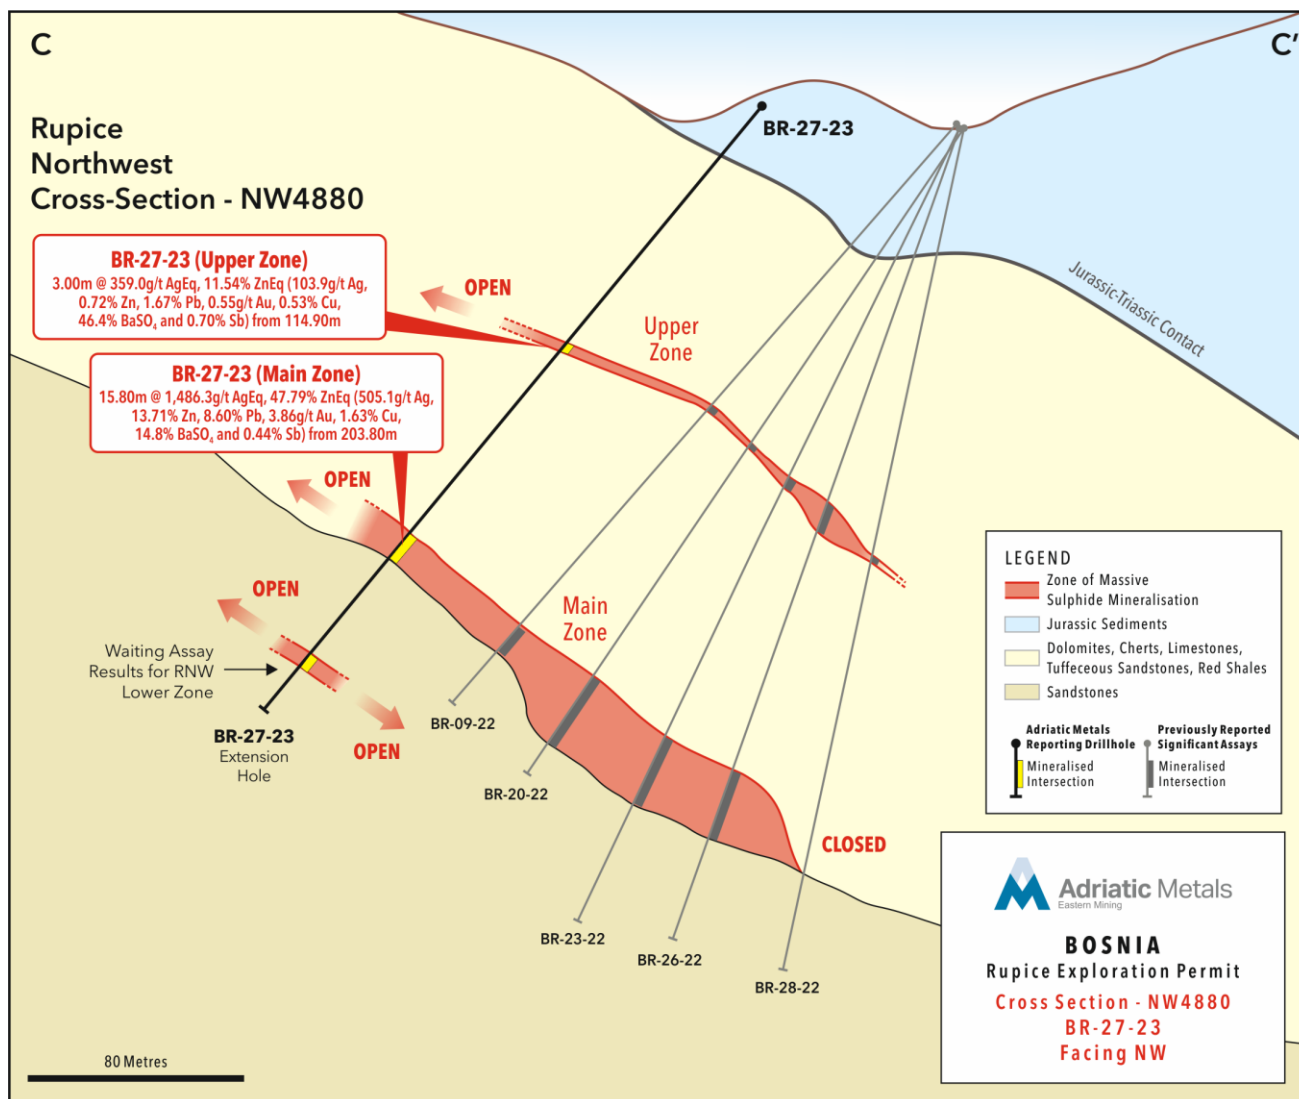 C
C'
Rupice
Northwest
Cross-Section - NW4880
BR-27-23
BR-27-23 (Upper Zone)
3.00m @ 359.0g/t AgEq, 11.54% ZnEq (103.9g/t Ag,
0.72% Zn, 1.67% Pb, 0.55g/t Au, 0.53% Cu,
46.4% BaSO₄ and 0.70% Sb) from 114.90m
OPEN
Upper
Zone
Jurassic-Triassic Contact
BR-27-23 (Main Zone)
15.80m @ 1,486.3g/t AgEq, 47.79% ZnEq (505.1g/t Ag,
13.71% Zn, 8.60% Pb, 3.86g/t Au, 1.63% Cu,
14.8% BaSO₄ and 0.44% Sb) from 203.80m
OPEN
OPEN
Main
Zone
Waiting Assay
Results for RNW
Lower Zone
OPEN
BR-27-23
Extension
Hole
BR-09-22
BR-20-22
CLOSED
BR-23-22
BR-26-22
BR-28-22
LEGEND
Zone of Massive
Sulphide Mineralisation
Jurassic Sediments
Dolomites, Cherts, Limestones,
Tuffeceous Sandstones, Red Shales
Sandstones
Adriatic Metals
Reporting Drillhole
Mineralised
Intersection
Previously Reported
Significant Assays
Mineralised
Intersection
Adriatic Metals
Eastern Mining
BOSNIA
Rupice Exploration Permit
Cross Section - NW4880
BR-27-23
Facing NW
80 Metres